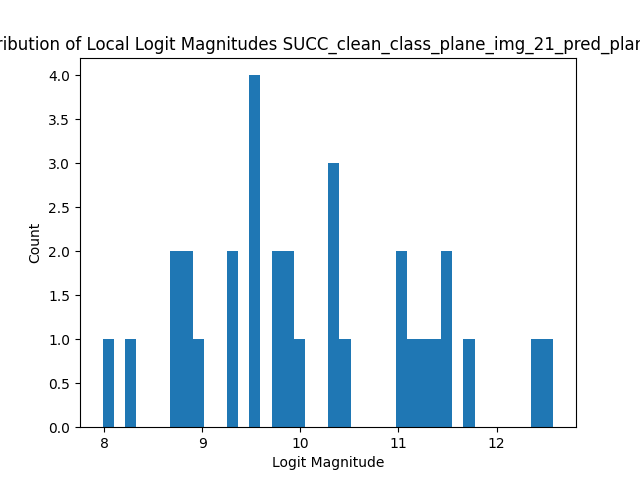 ribution of Local Logit Magnitudes SUCC_clean_class_plane_img_21_pred_plan
4.0
3.5
3.0
2.5
2.0
1.5
1.0
0.5
0.0
Count
8 9 10 11 12
Logit Magnitude